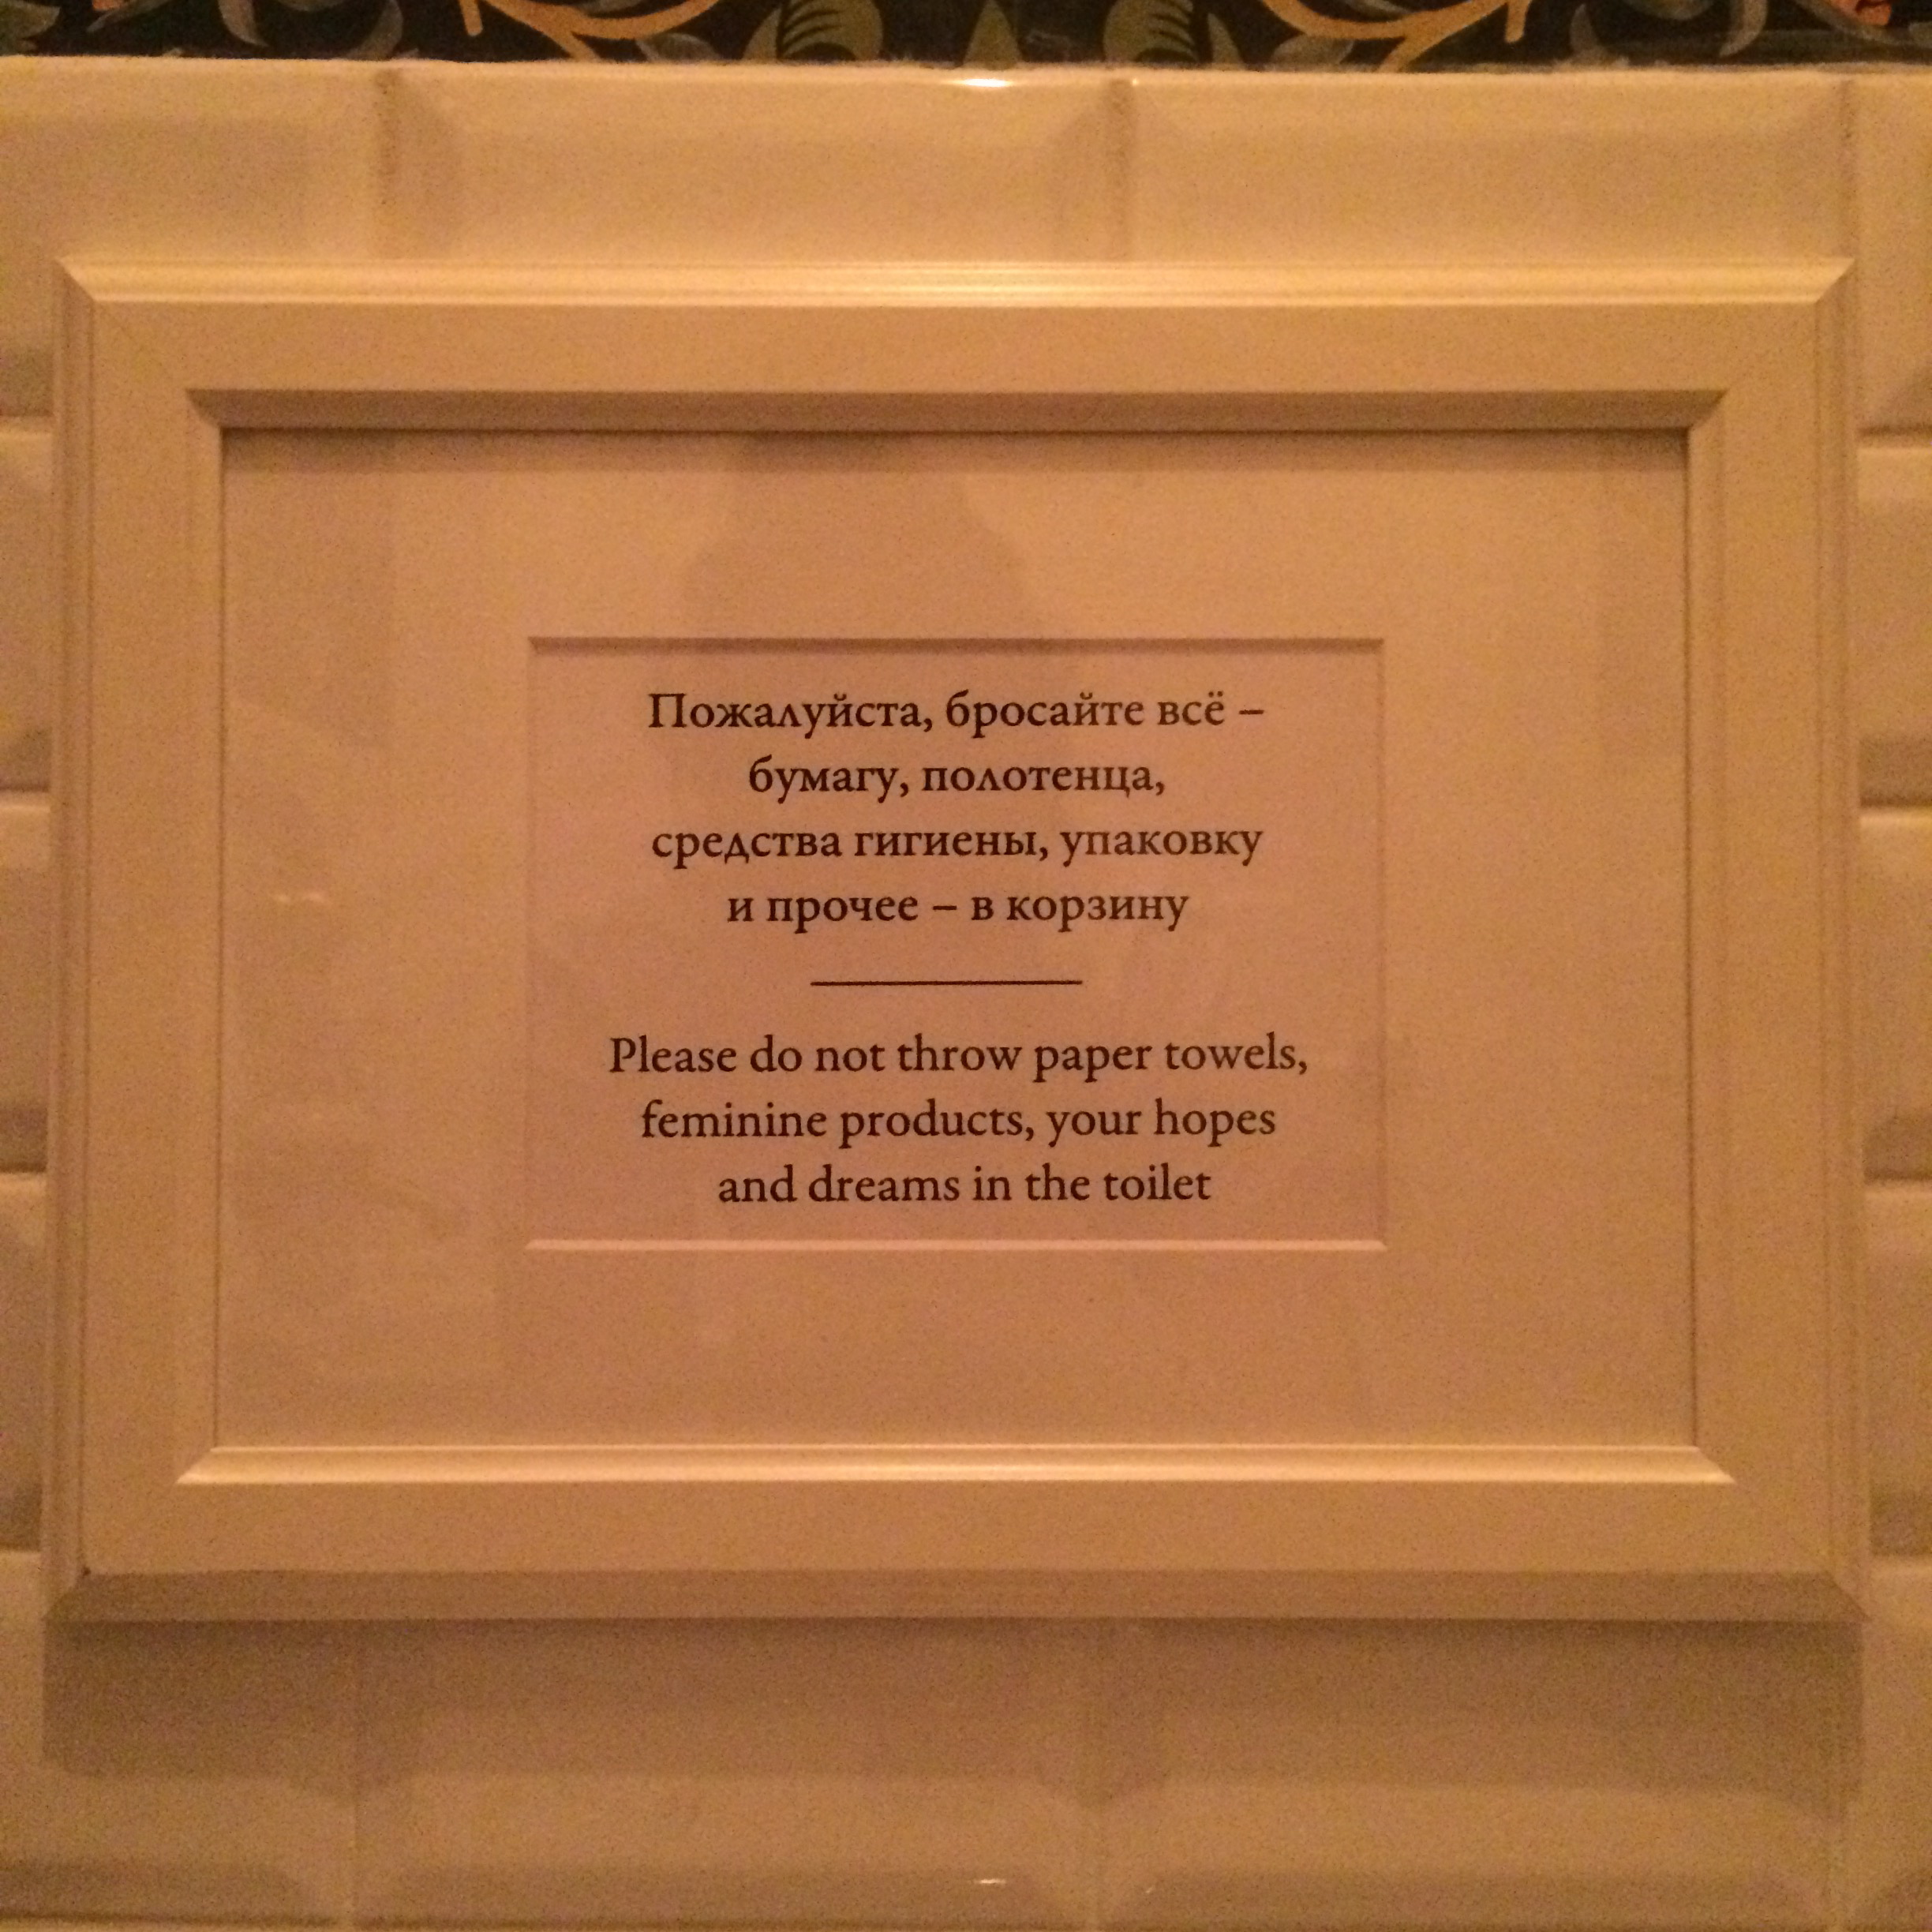 Пожалуйста, бросайте всё –
бумагу, полотенца,
средства гигиены, упаковку
и прочее – в корзину
Please do not throw paper towels,
feminine products, your hopes
and dreams in the toilet